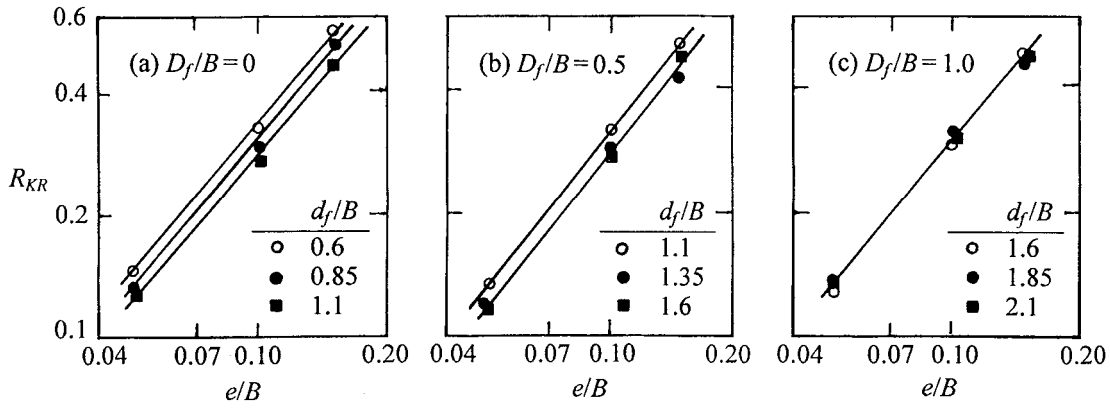 0.6
0.4
R_KR
0.2
0.1
(a) D_f/B = 0
d_f/B
0.6
0.85
1.1
0.04 0.07 0.10 0.20
e/B
(b) D_f/B = 0.5
d_f/B
1.1
1.35
1.6
0.04 0.07 0.10 0.20
e/B
(c) D_f/B = 1.0
d_f/B
1.6
1.85
2.1
0.04 0.07 0.10 0.20
e/B